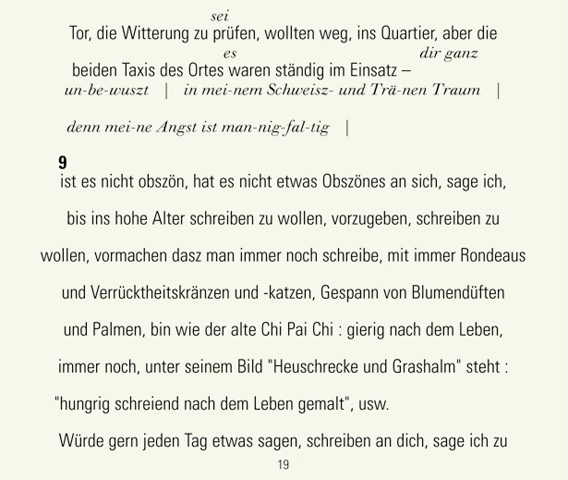 sei
Tor, die Witterung zu prüfen, wollten weg, ins Quartier, aber die
es dir ganz
beiden Taxis des Ortes waren ständig im Einsatz –
un-be-wuszt | in mei-nem Schweisz- und Trä-nen Traum |
denn mei-ne Angst ist man-nig-fal-tig |
9
ist es nicht obszön, hat es nicht etwas Obszönes an sich, sage ich,
bis ins hohe Alter schreiben zu wollen, vorzugeben, schreiben zu
wollen, vormachen dasz man immer noch schreibe, mit immer Rondeaus
und Verrücktheitskränzen und -katzen, Gespann von Blumendüften
und Palmen, bin wie der alte Chi Pai Chi : gierig nach dem Leben,
immer noch, unter seinem Bild "Heuschrecke und Grashalm" steht :
"hungrig schreiend nach dem Leben gemalt", usw.
Würde gern jeden Tag etwas sagen, schreiben an dich, sage ich zu
19